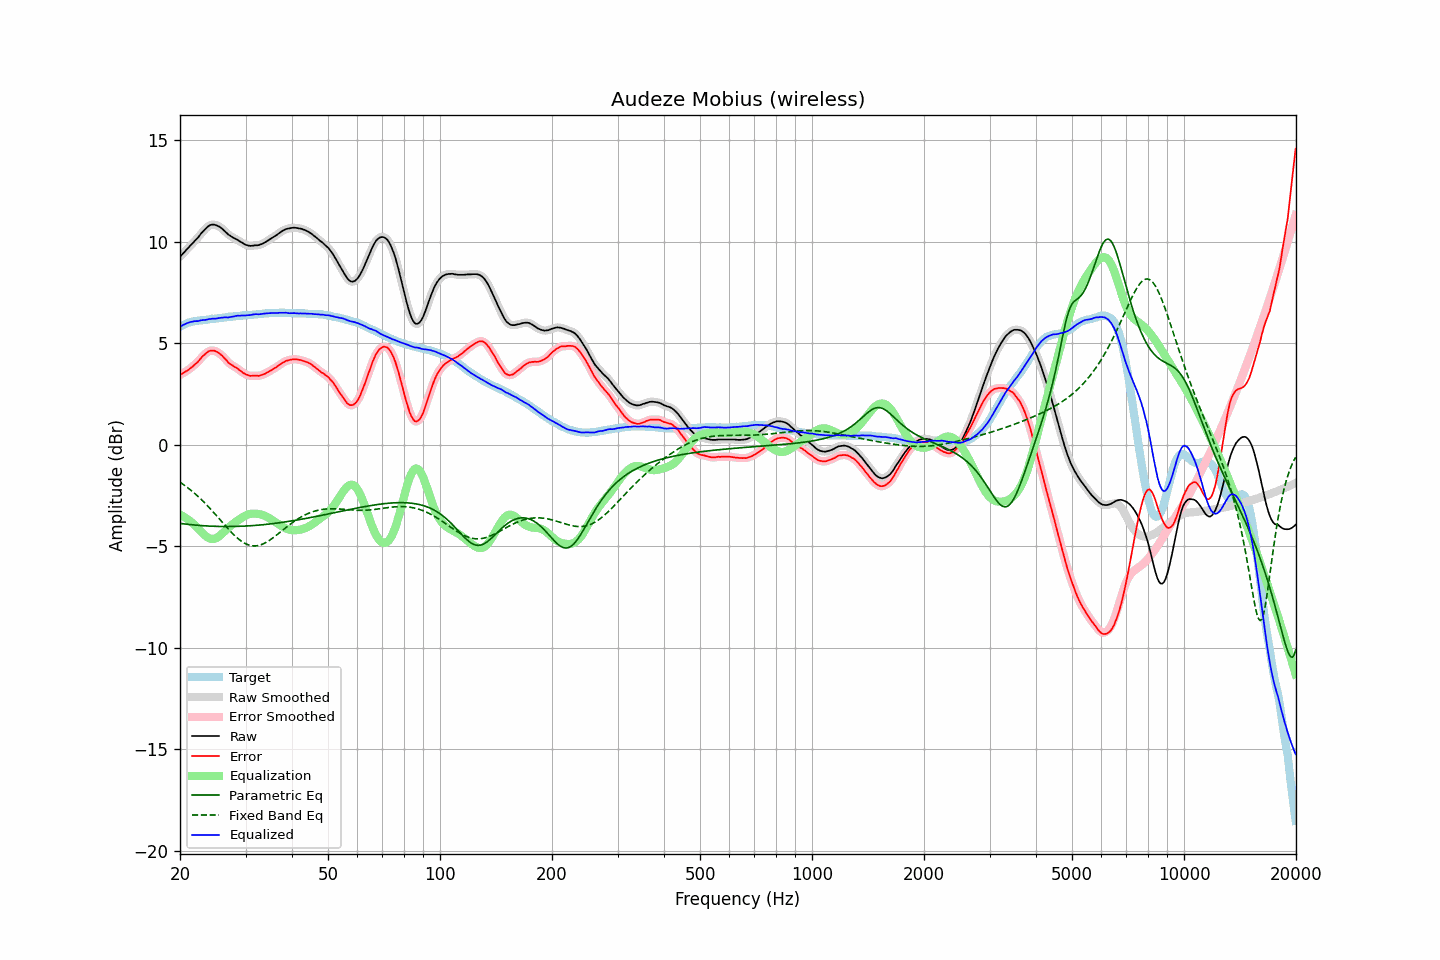 Audeze Mobius (wireless)
Amplitude (dBr)
15
10
5
0
−5
−10
−15
−20
Target
Raw Smoothed
Error Smoothed
Raw
Error
Equalization
Parametric Eq
Fixed Band Eq
Equalized
20 50 100 200 500 1000 2000 5000 10000 20000
Frequency (Hz)